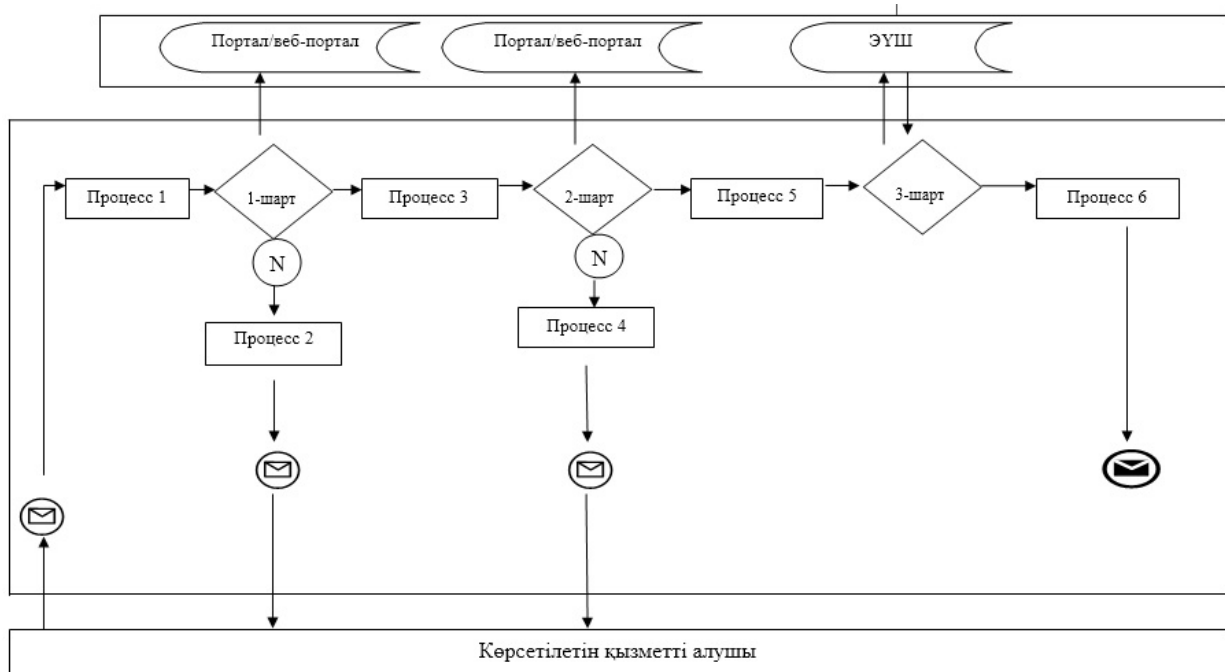 Портал/веб-портал
Портал/веб-портал
ЭҮШ
Процесс 1
1-шарт
Процесс 3
2-шарт
Процесс 5
3-шарт
Процесс 6
N
N
Процесс 2
Процесс 4
Көрсетілетін қызметті алушы